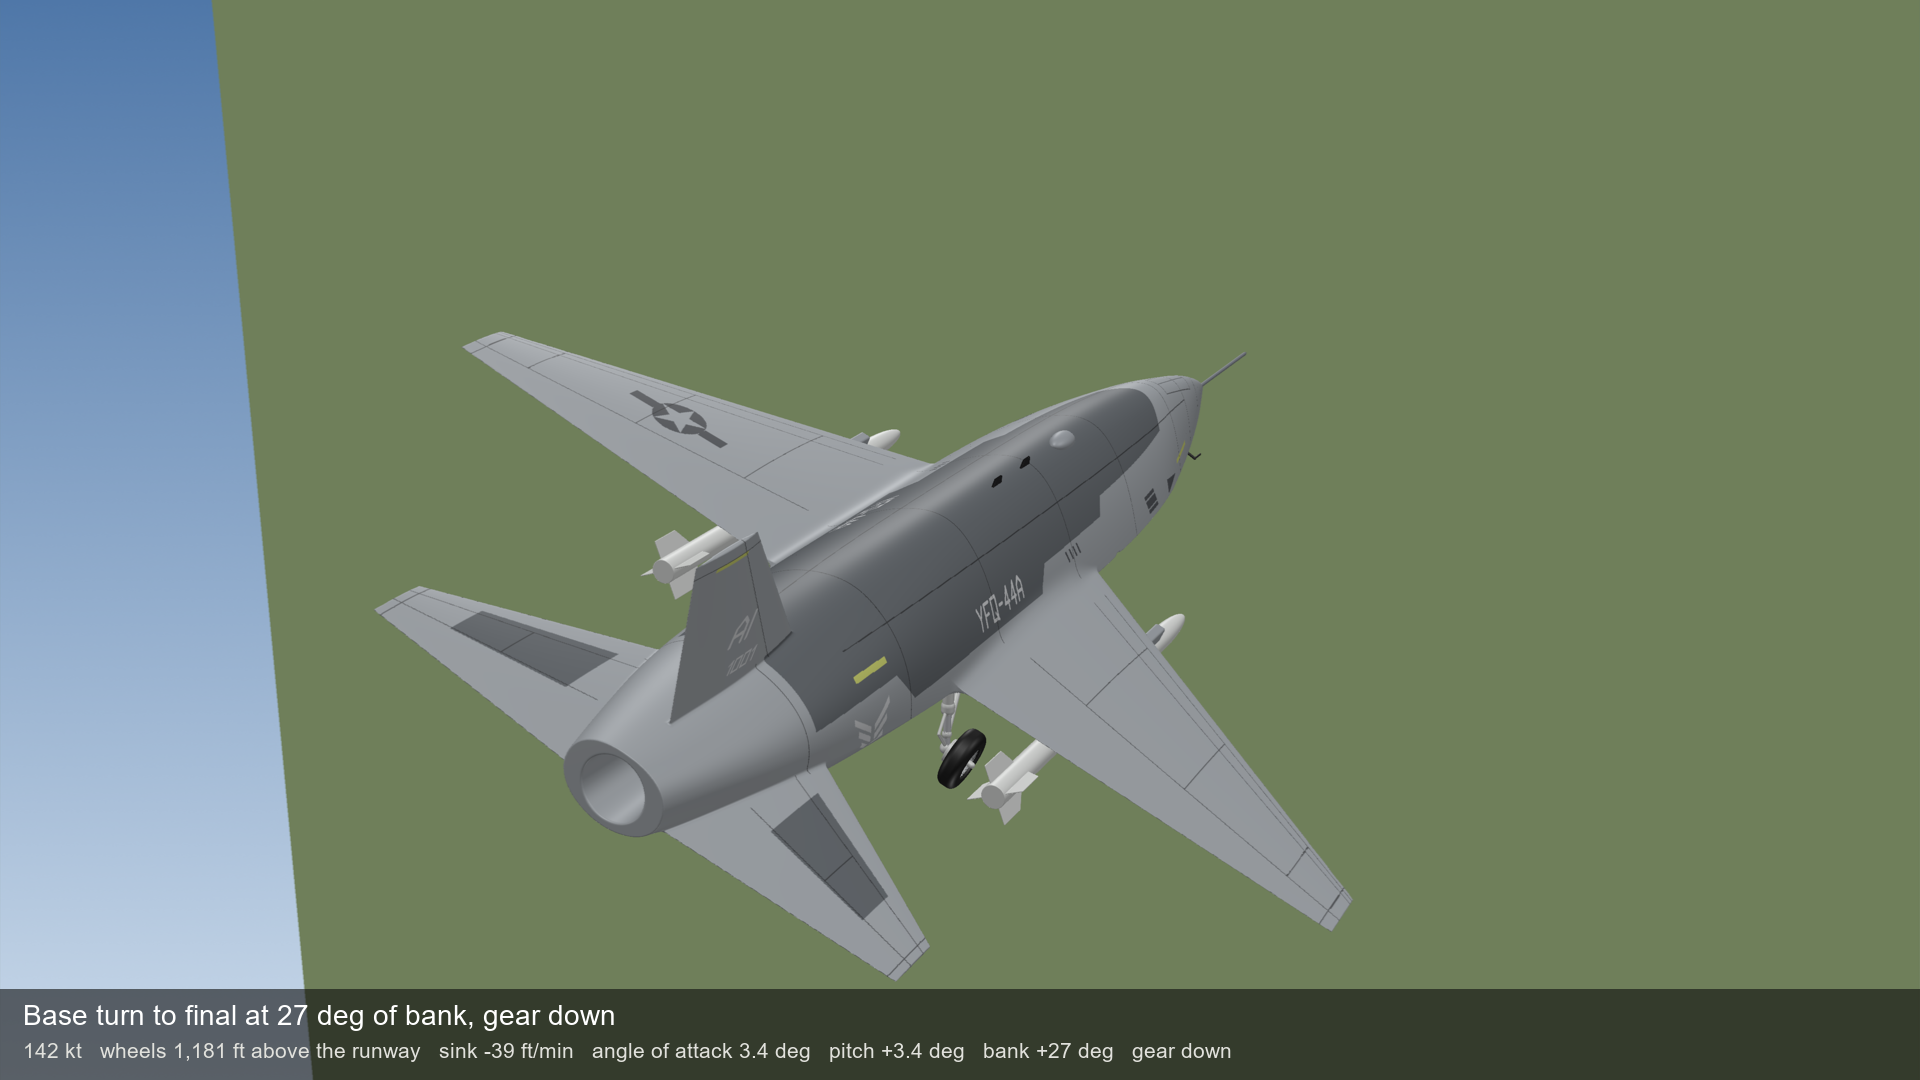 AI
1001
YFQ-44A
Base turn to final at 27 deg of bank, gear down
142 kt wheels 1,181 ft above the runway sink -39 ft/min angle of attack 3.4 deg pitch +3.4 deg bank +27 deg gear down